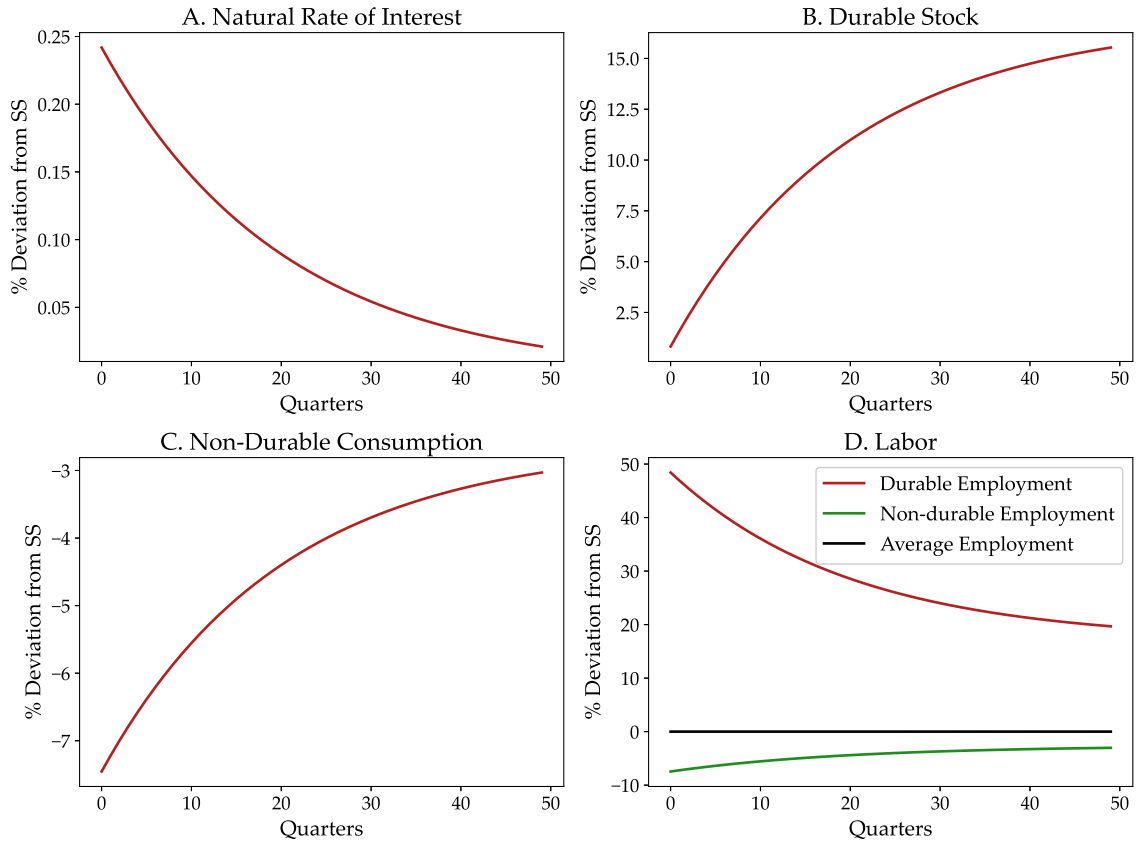 A. Natural Rate of Interest
% Deviation from SS
0.25
0.20
0.15
0.10
0.05
0 10 20 30 40 50
Quarters
B. Durable Stock
% Deviation from SS
15.0
12.5
10.0
7.5
5.0
2.5
0 10 20 30 40 50
Quarters
C. Non-Durable Consumption
% Deviation from SS
−3
−4
−5
−6
−7
0 10 20 30 40 50
Quarters
D. Labor
% Deviation from SS
50
40
30
20
10
0
−10
Durable Employment
Non-durable Employment
Average Employment
0 10 20 30 40 50
Quarters